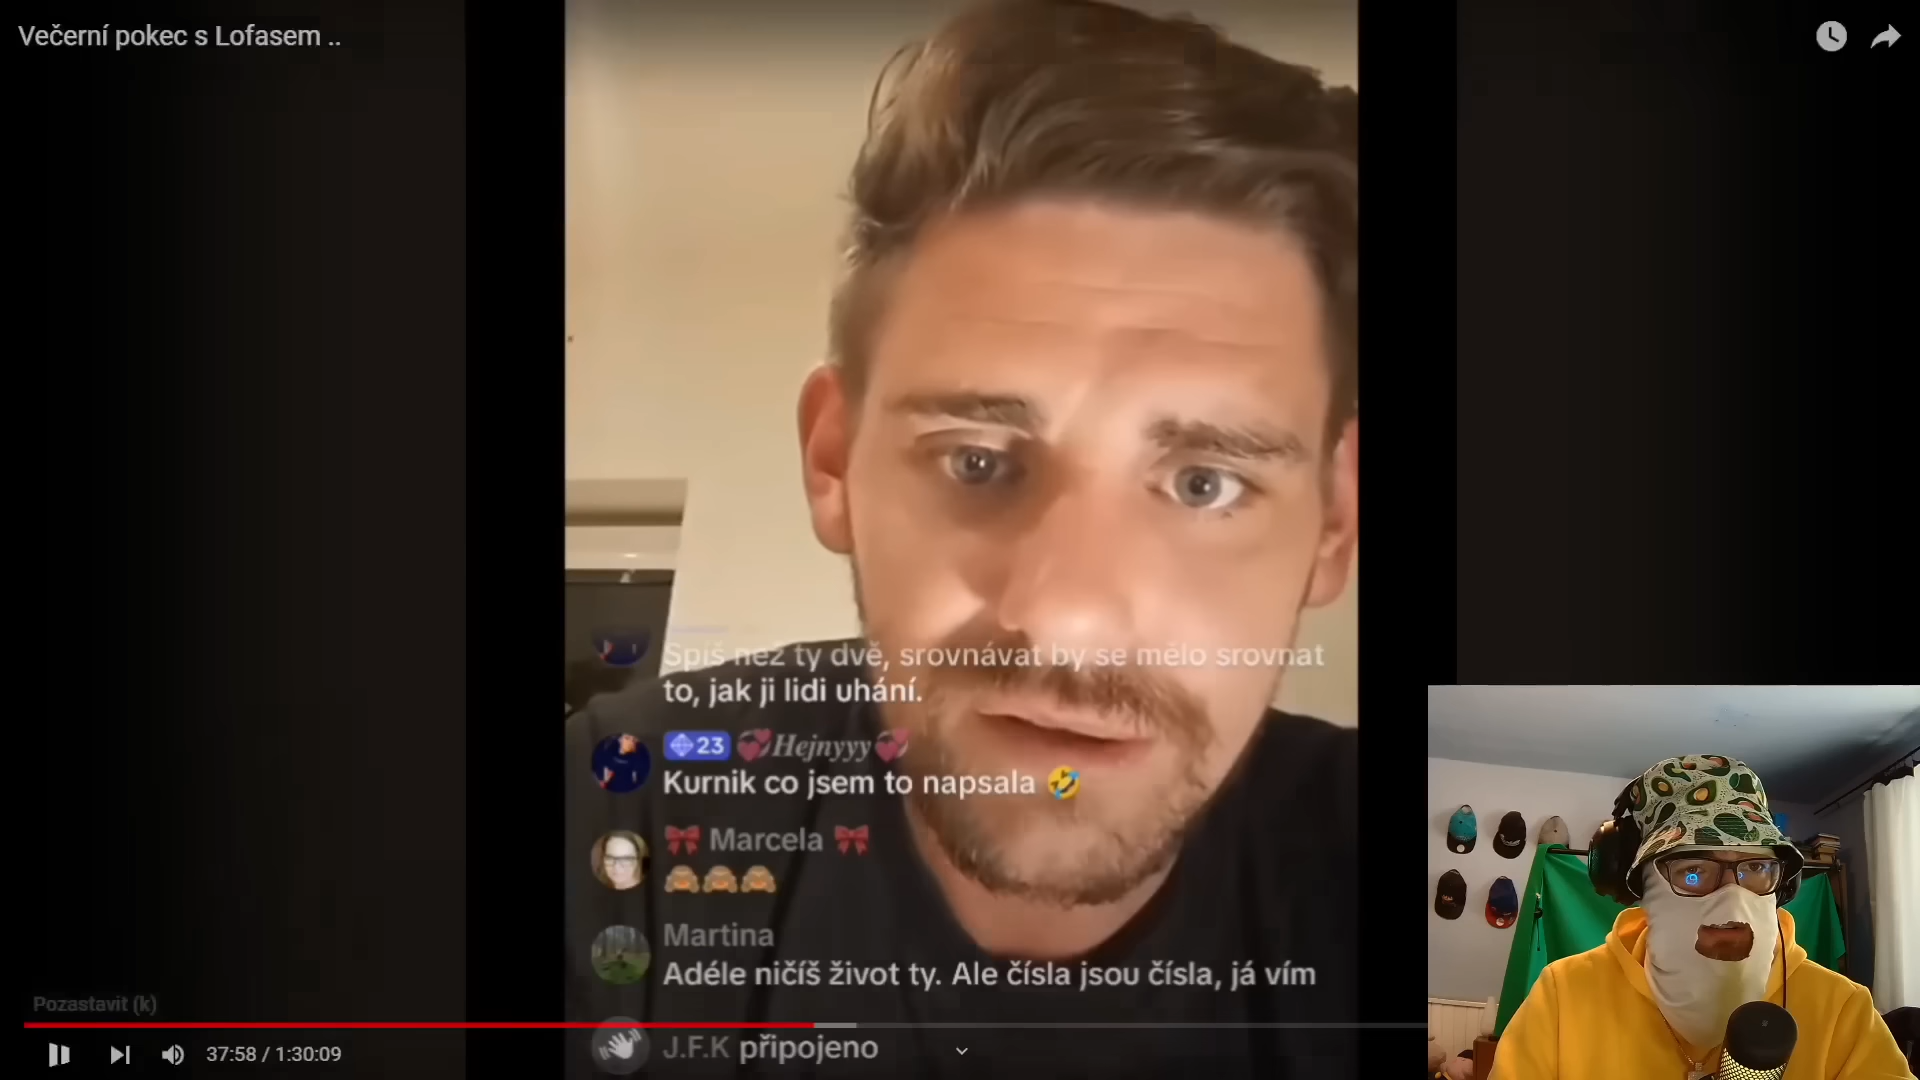 Večerní pokec s Lofasem ..
Spíš než ty dvě, srovnávat by se mělo srovnat
to, jak ji lidi uhání.
23 💞Hejnyyy💞
Kurnik co jsem to napsala 🤣
🎀 Marcela 🎀
🙈🙈🙈
Martina
Adéle ničíš život ty. Ale čísla jsou čísla, já vím
Pozastavit (k)
J.F.K připojeno
37:58 / 1:30:09